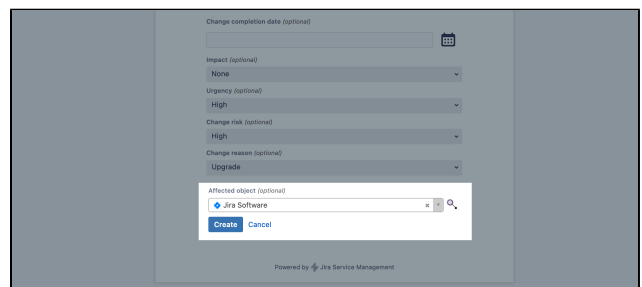 Change completion date (optional)
Impact (optional)
None
Urgency (optional)
High
Change risk (optional)
High
Change reason (optional)
Upgrade
Affected object (optional)
Jira Software
Create Cancel
Powered by Jira Service Management